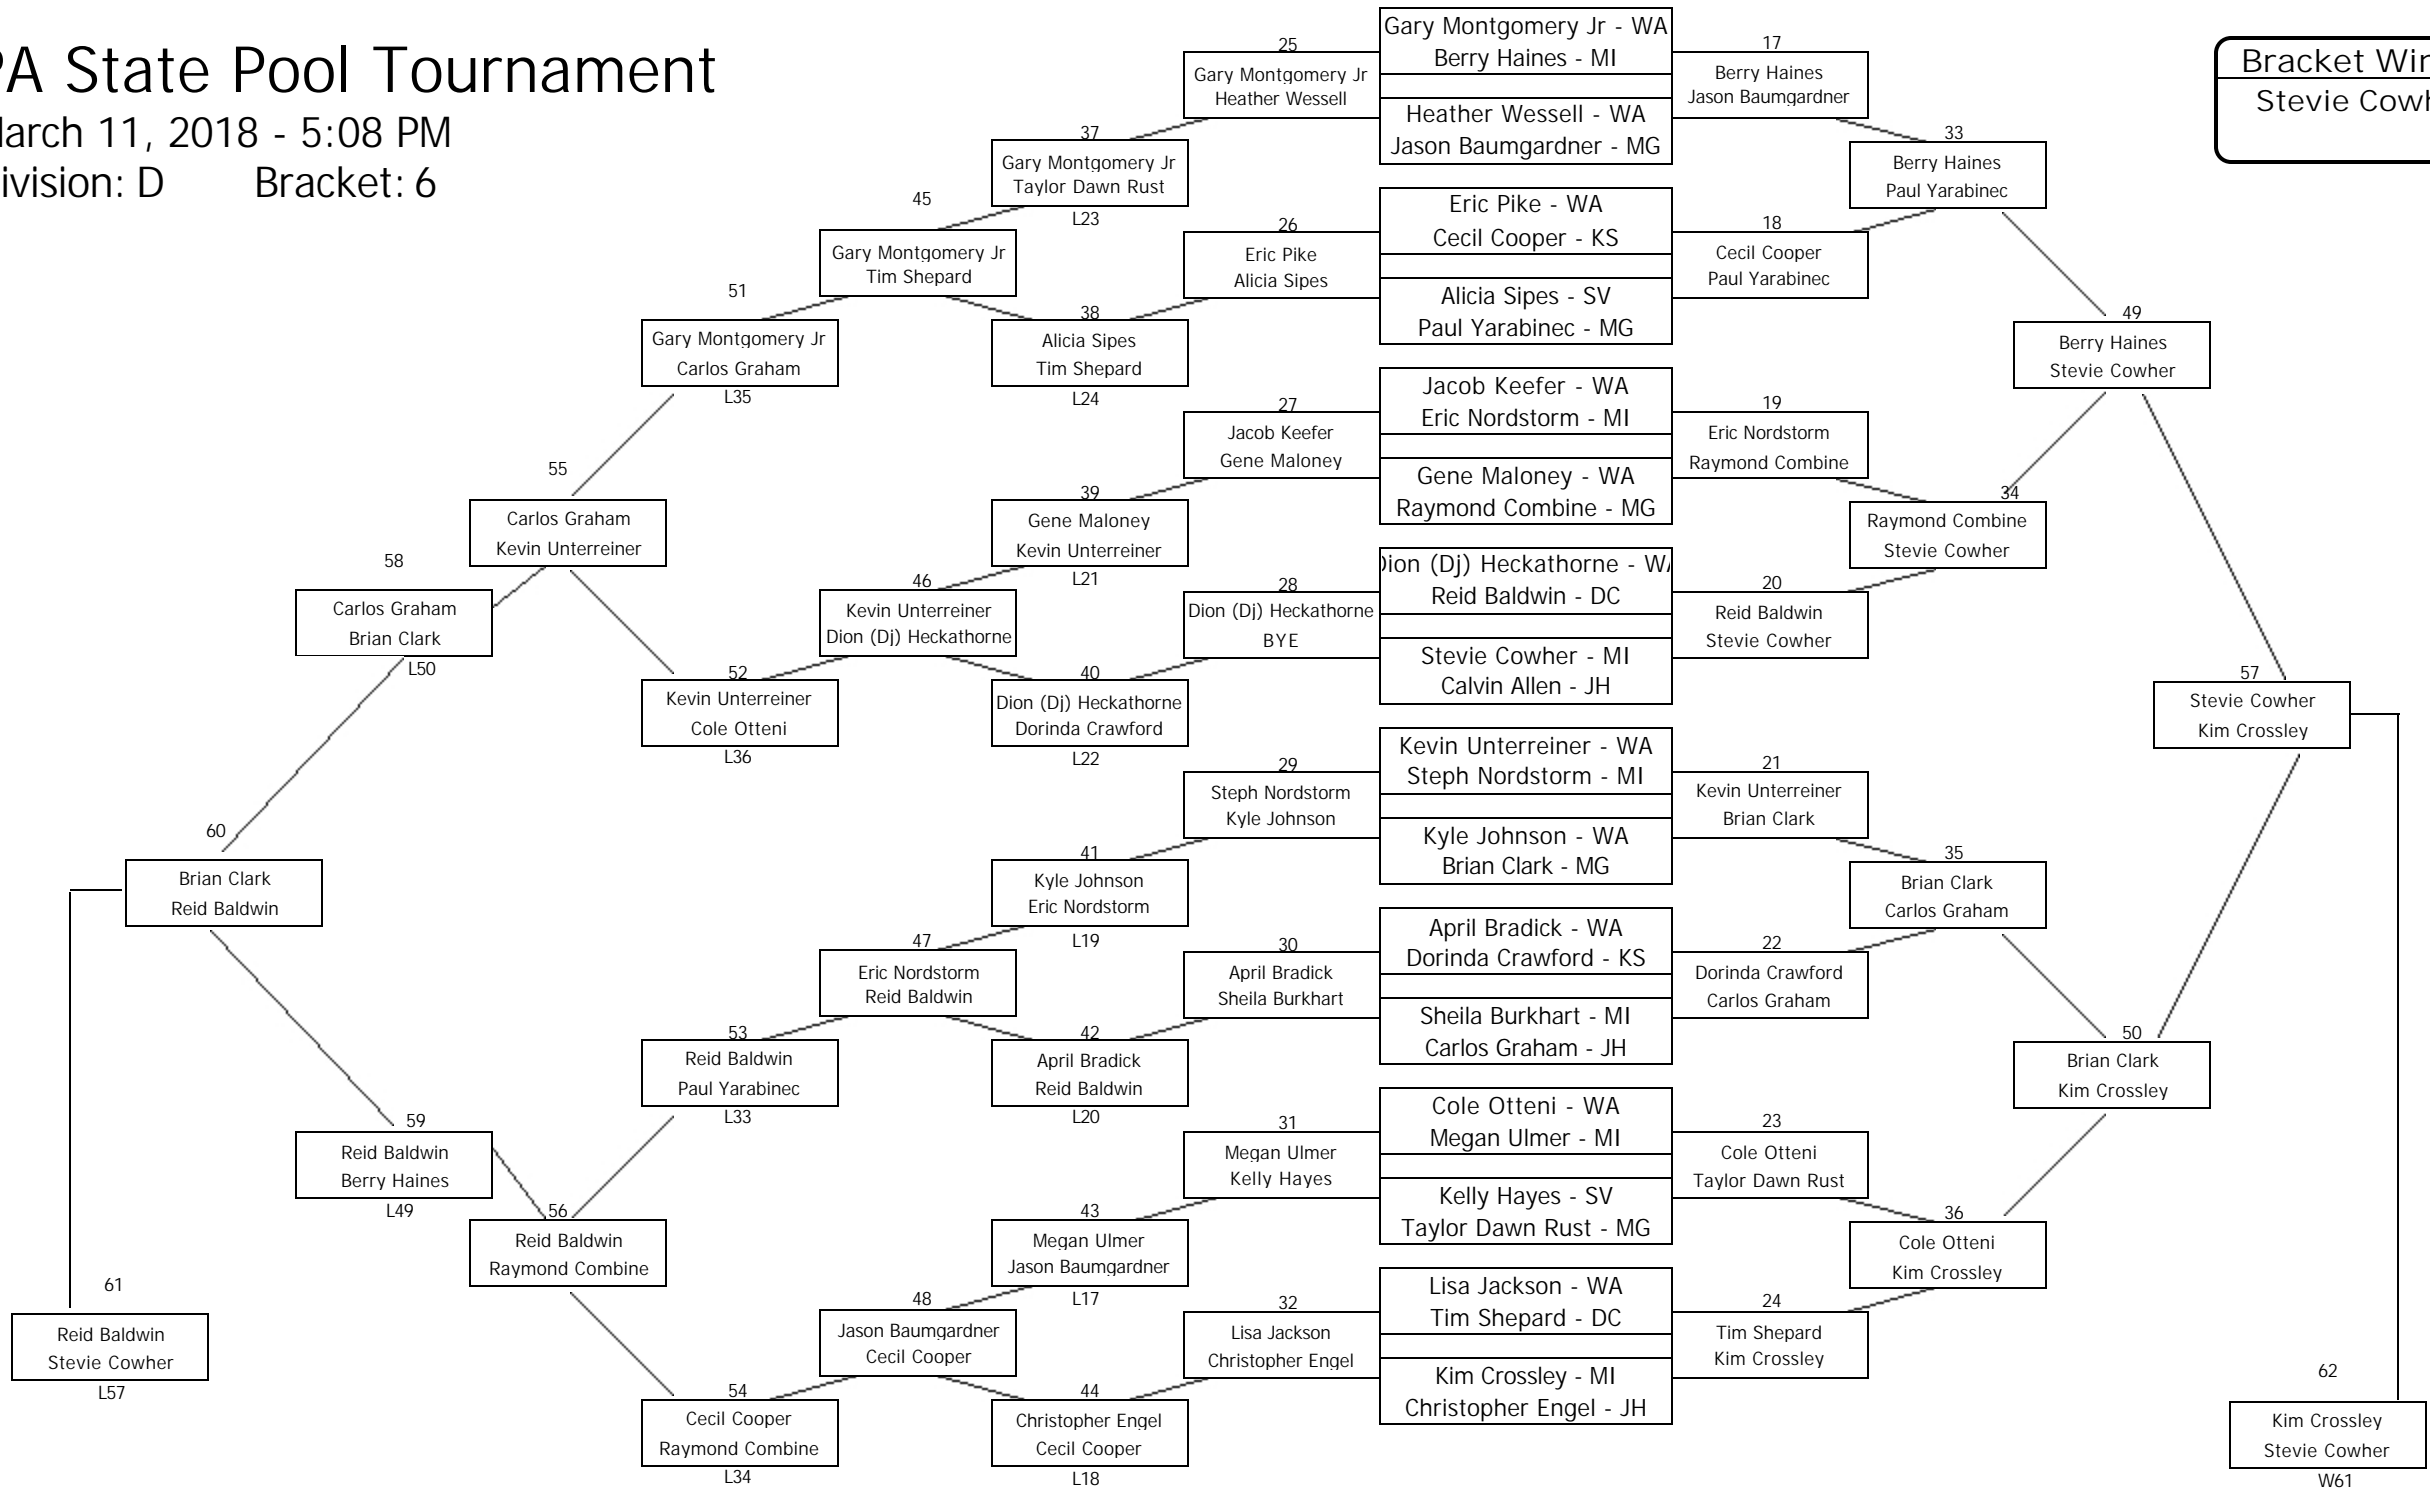 PA State Pool Tournament
March 11, 2018 - 5:08 PM
Division: D Bracket: 6
Bracket Win
Stevie Cowh
25
Gary Montgomery Jr
Heather Wessell
37
Gary Montgomery Jr
Taylor Dawn Rust
L23
45
Gary Montgomery Jr
Tim Shepard
26
Eric Pike
Alicia Sipes
51
Gary Montgomery Jr
Carlos Graham
L35
38
Alicia Sipes
Tim Shepard
L24
27
Jacob Keefer
Gene Maloney
55
Carlos Graham
Kevin Unterreiner
39
Gene Maloney
Kevin Unterreiner
L21
58
Carlos Graham
Brian Clark
L50
46
Kevin Unterreiner
Dion (Dj) Heckathorne
28
Dion (Dj) Heckathorne
BYE
52
Kevin Unterreiner
Cole Otteni
L36
40
Dion (Dj) Heckathorne
Dorinda Crawford
L22
29
Steph Nordstorm
Kyle Johnson
60
Brian Clark
Reid Baldwin
41
Kyle Johnson
Eric Nordstorm
L19
47
Eric Nordstorm
Reid Baldwin
30
April Bradick
Sheila Burkhart
53
Reid Baldwin
Paul Yarabinec
L33
42
April Bradick
Reid Baldwin
L20
59
Reid Baldwin
Berry Haines
L49
31
Megan Ulmer
Kelly Hayes
56
Reid Baldwin
Raymond Combine
43
Megan Ulmer
Jason Baumgardner
L17
61
Reid Baldwin
Stevie Cowher
L57
48
Jason Baumgardner
Cecil Cooper
32
Lisa Jackson
Christopher Engel
54
Cecil Cooper
Raymond Combine
L34
44
Christopher Engel
Cecil Cooper
L18
Gary Montgomery Jr - WA
Berry Haines - MI
Heather Wessell - WA
Jason Baumgardner - MG
Eric Pike - WA
Cecil Cooper - KS
Alicia Sipes - SV
Paul Yarabinec - MG
Jacob Keefer - WA
Eric Nordstorm - MI
Gene Maloney - WA
Raymond Combine - MG
Dion (Dj) Heckathorne - WA
Reid Baldwin - DC
Stevie Cowher - MI
Calvin Allen - JH
Kevin Unterreiner - WA
Steph Nordstorm - MI
Kyle Johnson - WA
Brian Clark - MG
April Bradick - WA
Dorinda Crawford - KS
Sheila Burkhart - MI
Carlos Graham - JH
Cole Otteni - WA
Megan Ulmer - MI
Kelly Hayes - SV
Taylor Dawn Rust - MG
Lisa Jackson - WA
Tim Shepard - DC
Kim Crossley - MI
Christopher Engel - JH
17
Berry Haines
Jason Baumgardner
33
Berry Haines
Paul Yarabinec
18
Cecil Cooper
Paul Yarabinec
49
Berry Haines
Stevie Cowher
19
Eric Nordstorm
Raymond Combine
34
Raymond Combine
Stevie Cowher
20
Reid Baldwin
Stevie Cowher
57
Stevie Cowher
Kim Crossley
21
Kevin Unterreiner
Brian Clark
35
Brian Clark
Carlos Graham
22
Dorinda Crawford
Carlos Graham
50
Brian Clark
Kim Crossley
23
Cole Otteni
Taylor Dawn Rust
36
Cole Otteni
Kim Crossley
24
Tim Shepard
Kim Crossley
62
Kim Crossley
Stevie Cowher
W61